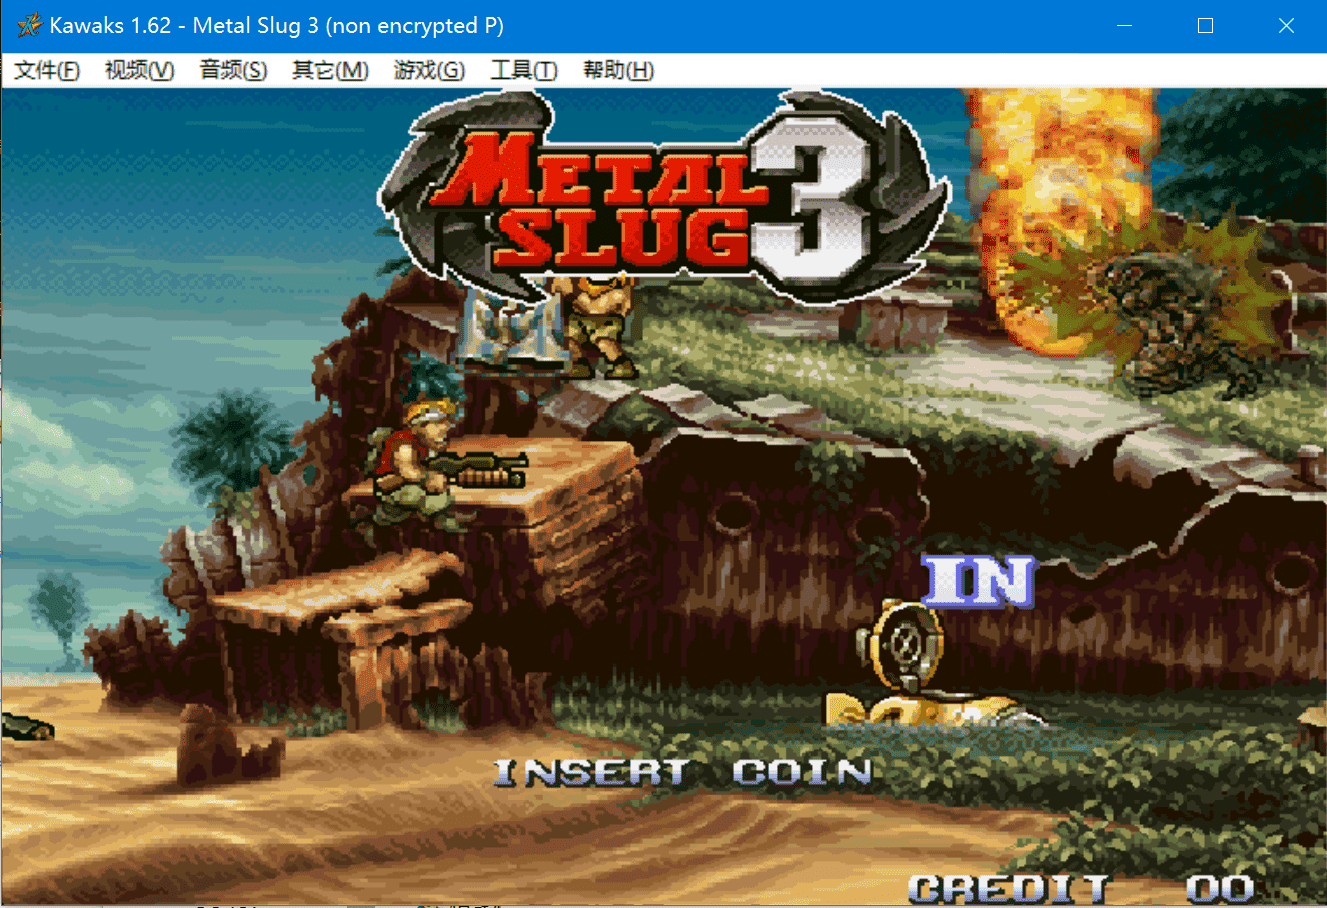 Kawaks 1.62 - Metal Slug 3 (non encrypted P)
文件(F) 视频(V) 音频(S) 其它(M) 游戏(G) 工具(T) 帮助(H)
METAL
SLUG 3
IN
INSERT COIN
CREDIT 00